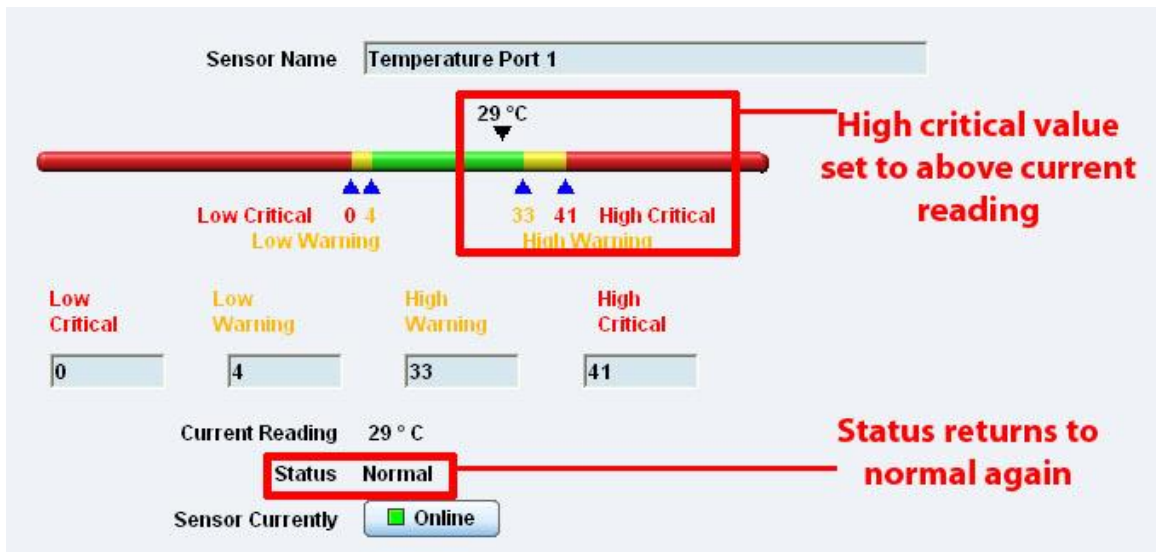 Sensor Name Temperature Port 1
29 °C
High critical value
set to above current
reading
Low Critical 0 4 33 41 High Critical
Low Warning High Warning
Low
Critical
Low
Warning
High
Warning
High
Critical
0 4 33 41
Current Reading 29 ° C
Status Normal
Status returns to
normal again
Sensor Currently Online